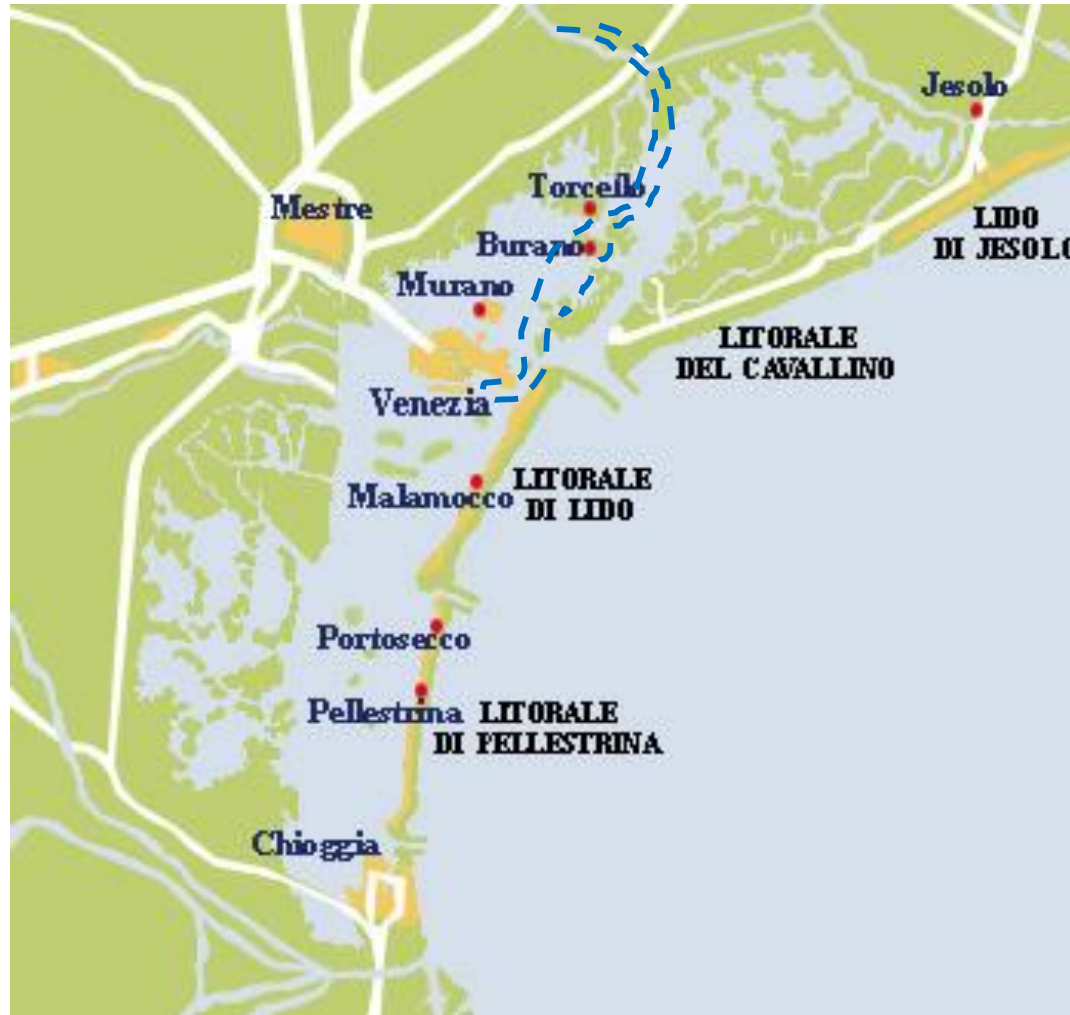 Jesolo
Torcello
Mestre
LIDO
DI JESOLO
Burano
Murano
LITORALE
DEL CAVALLINO
Venezia
LITORALE
DI LIDO
Malamocco
Portosecco
Pellestrina
LITORALE
DI PELLESTRINA
Chioggia